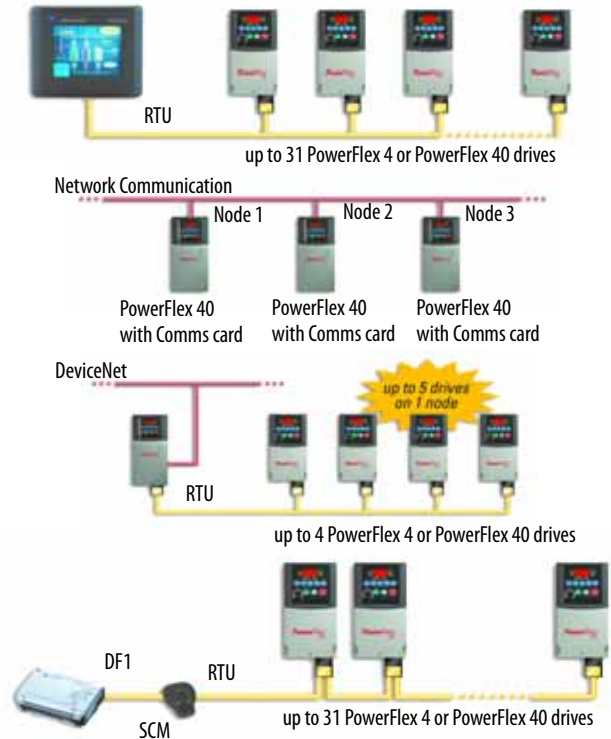 RTU
up to 31 PowerFlex 4 or PowerFlex 40 drives
Network Communication
Node 1
Node 2
Node 3
PowerFlex 40
with Comms card
PowerFlex 40
with Comms card
PowerFlex 40
with Comms card
DeviceNet
up to 5 drives
on 1 node
RTU
up to 4 PowerFlex 4 or PowerFlex 40 drives
DF1
RTU
SCM
up to 31 PowerFlex 4 or PowerFlex 40 drives